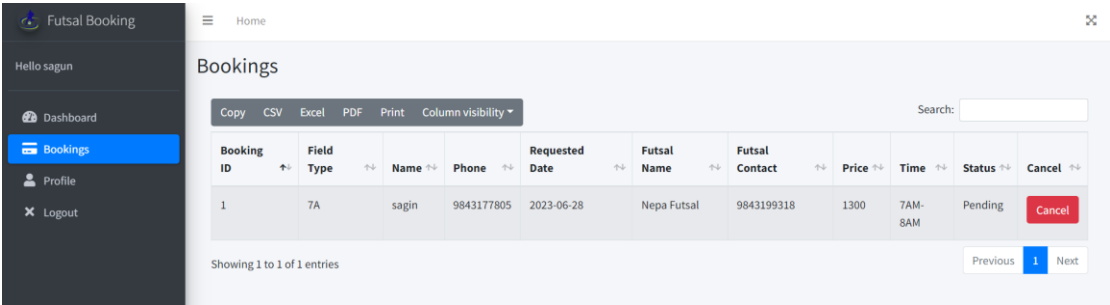 Futsal Booking
Home
Hello sagun
Dashboard
Bookings
Profile
Logout
Bookings
Copy CSV Excel PDF Print Column visibility
Search:
Booking ID Field Type Name Phone Requested Date Futsal Name Futsal Contact Price Time Status Cancel
1 7A sagin 9843177805 2023-06-28 Nepa Futsal 9843199318 1300 7AM-8AM Pending Cancel
Showing 1 to 1 of 1 entries
Previous 1 Next